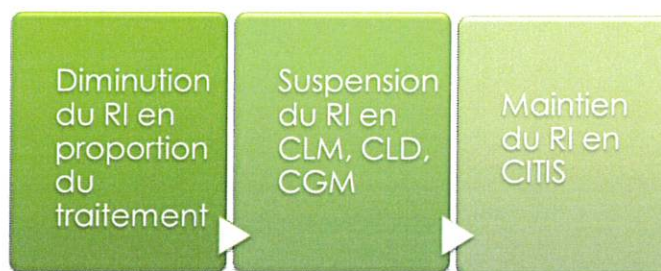 Diminution
du RI en
proportion
du
traitement
Suspension
du RI en
CLM, CLD,
CGM
Maintien
du RI en
CITIS